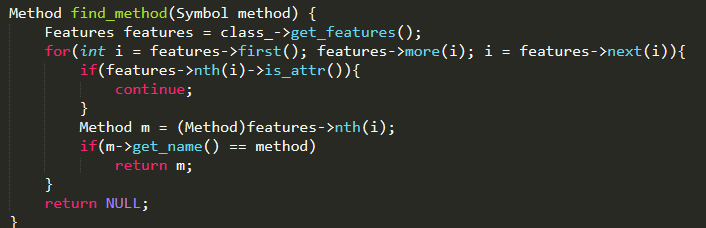 Method find_method(Symbol method) {
    Features features = class_->get_features();
    for(int i = features->first(); features->more(i); i = features->next(i)){
        if(features->nth(i)->is_attr()){
            continue;
        }
        Method m = (Method)features->nth(i);
        if(m->get_name() == method)
            return m;
    }
    return NULL;
}